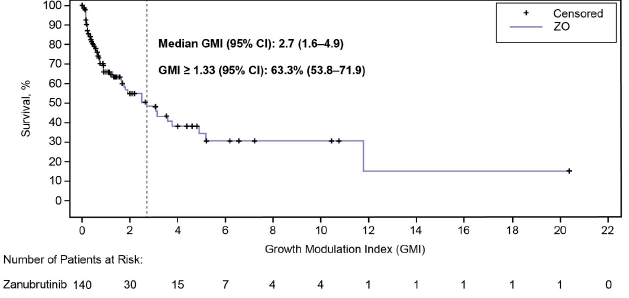 100
90
80
70
60
50
40
30
20
10
0
Survival, %
Median GMI (95% CI): 2.7 (1.6–4.9)
GMI ≥ 1.33 (95% CI): 63.3% (53.8–71.9)
Censored
ZO
0 2 4 6 8 10 12 14 16 18 20 22
Growth Modulation Index (GMI)
Number of Patients at Risk:
Zanubrutinib 140 30 15 7 4 4 1 1 1 1 1 0